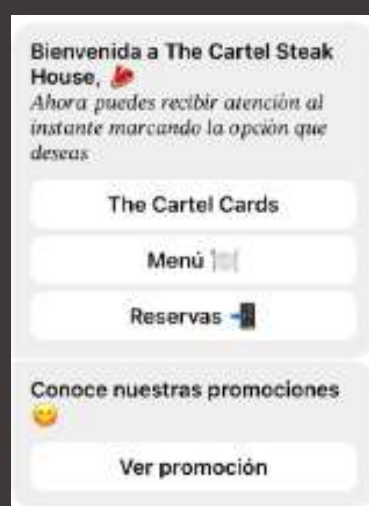 Bienvenida a The Cartel Steak
House, 🥩
Ahora puedes recibir atención al
instante marcando la opción que
deseas
The Cartel Cards
Menú 🍽️
Reservas 📲
Conoce nuestras promociones
😋
Ver promoción